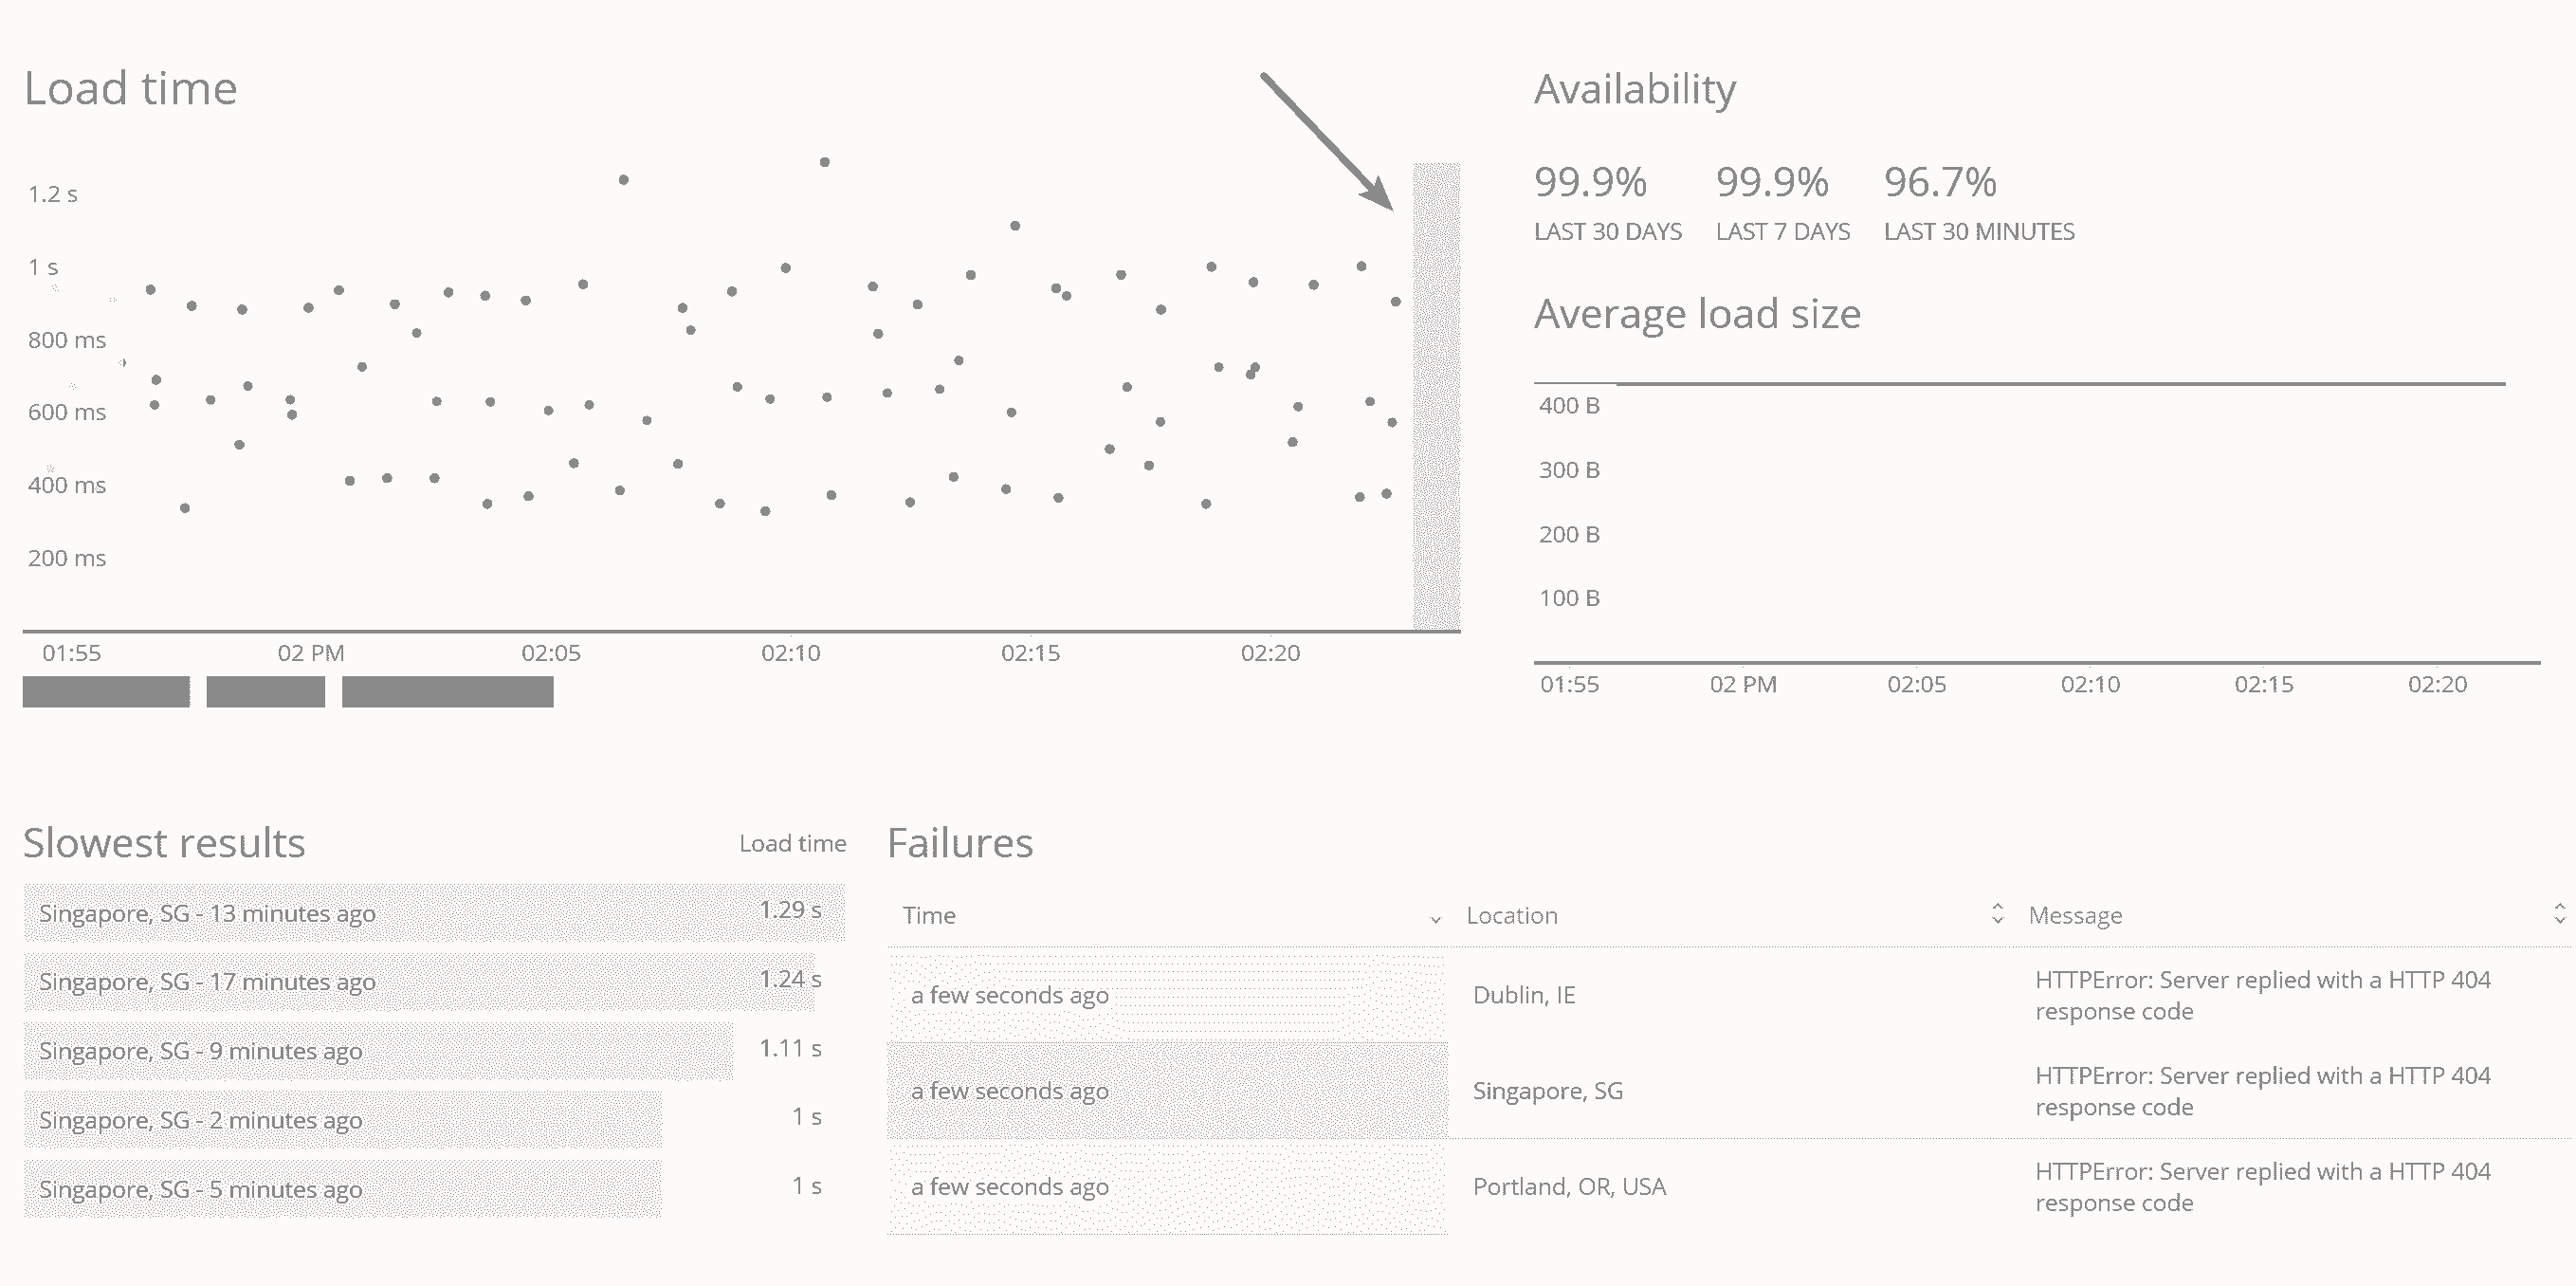 Load time
1.2 s
1 s
800 ms
600 ms
400 ms
200 ms
01:55 02 PM 02:05 02:10 02:15 02:20
Availability
99.9% 99.9% 96.7%
LAST 30 DAYS LAST 7 DAYS LAST 30 MINUTES
Average load size
400 B
300 B
200 B
100 B
01:55 02 PM 02:05 02:10 02:15 02:20
Slowest results Load time
Singapore, SG - 13 minutes ago 1.29 s
Singapore, SG - 17 minutes ago 1.24 s
Singapore, SG - 9 minutes ago 1.11 s
Singapore, SG - 2 minutes ago 1 s
Singapore, SG - 5 minutes ago 1 s
Failures
Time Location Message
a few seconds ago Dublin, IE HTTPError: Server replied with a HTTP 404
response code
a few seconds ago Singapore, SG HTTPError: Server replied with a HTTP 404
response code
a few seconds ago Portland, OR, USA HTTPError: Server replied with a HTTP 404
response code